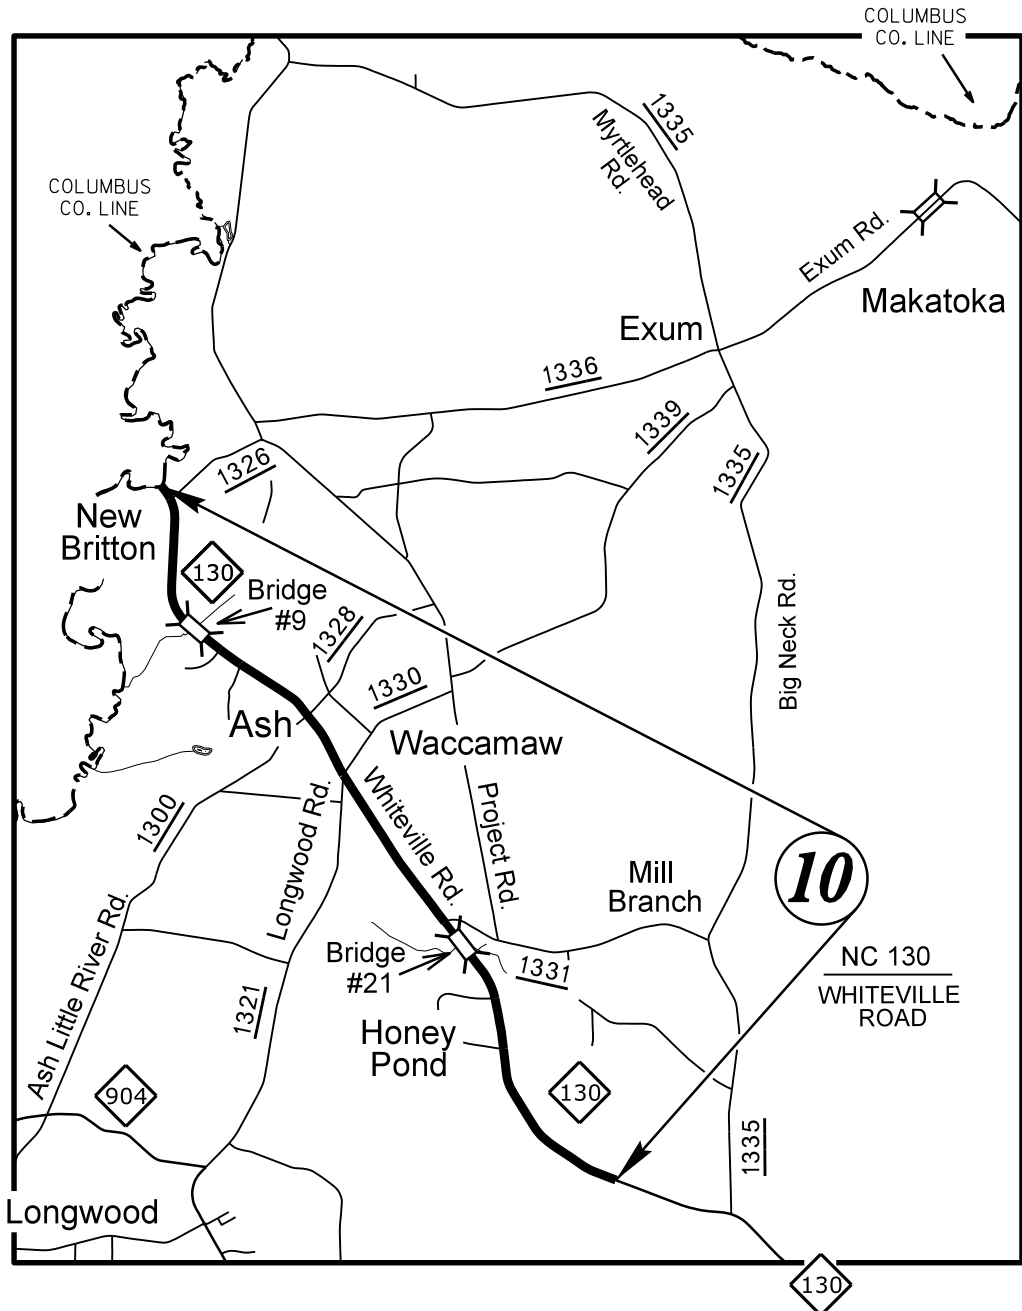 COLUMBUS
CO. LINE
1335
Myrtlehead
Rd.
COLUMBUS
CO. LINE
Exum Rd.
Makatoka
Exum
1336
1339
1326
1335
New
Britton
130
Bridge
#9
1328
Big Neck Rd.
1330
Ash
Waccamaw
Whiteville Rd.
Project Rd.
Longwood Rd.
1300
10
Mill
Branch
Ash Little River Rd.
Bridge
#21
1331
NC 130
WHITEVILLE
ROAD
1321
Honey
Pond
904
130
1335
Longwood
130